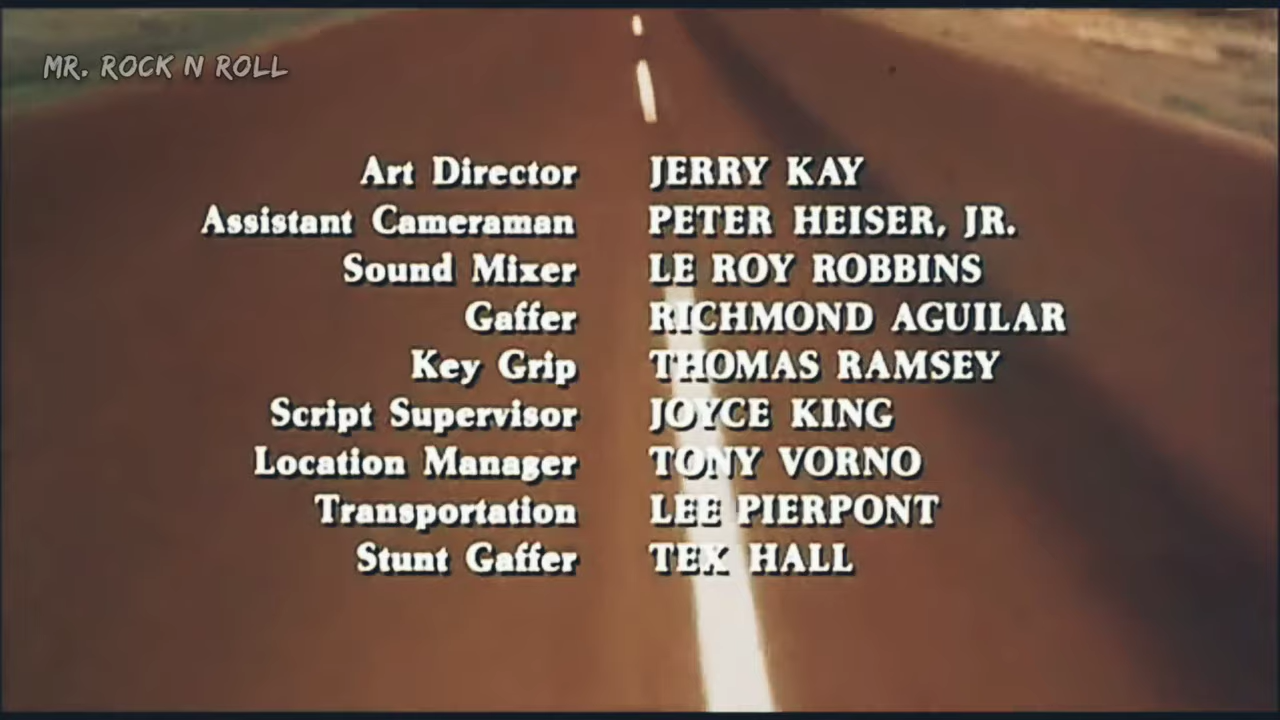 MR. ROCK N ROLL
Art Director JERRY KAY
Assistant Cameraman PETER HEISER, JR.
Sound Mixer LE ROY ROBBINS
Gaffer RICHMOND AGUILAR
Key Grip THOMAS RAMSEY
Script Supervisor JOYCE KING
Location Manager TONY VORNO
Transportation LEE PIERPONT
Stunt Gaffer TEX HALL